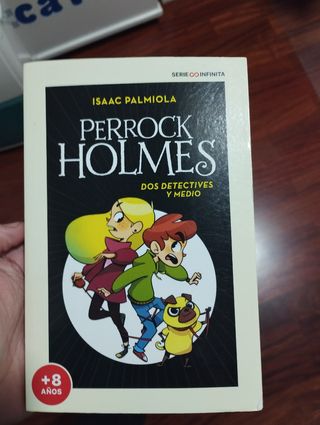 SERIE INFINITA
ISAAC PALMIOLA
PERROCK
HOLMES
DOS DETECTIVES
Y MEDIO
+8
AÑOS